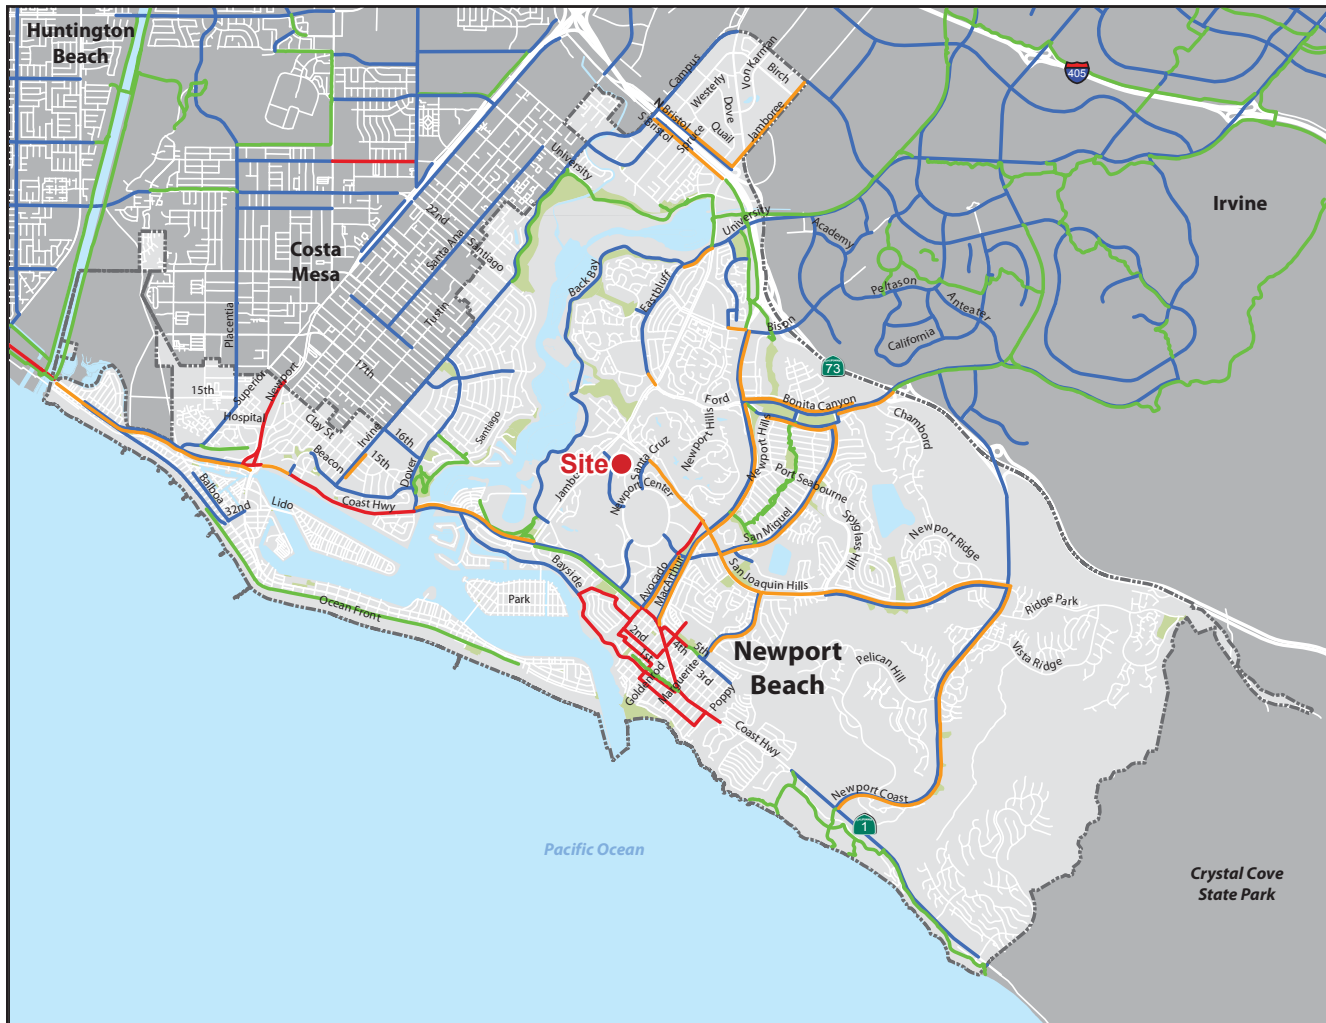 Huntington
Beach
Costa
Mesa
Irvine
405
Campus
Westerly
Von Karman
Birch
Dove
N Bristol
S Bristol
Spruce
Quail
Jamboree
University
University
22nd
Santa Ana
Santiago
Tustin
Placentia
17th
Superior
Newport
15th
Hospital
Clay St
Beacon
Irvine
15th
16th
Dover
Santiago
Back Bay
Eastbluff
Academy
Peltason
Anteater
California
Bison
73
Ford
Bonita Canyon
Chambord
Newport Hills
Newport Hills
Santa Cruz
Site
Newport Center
Port Seabourne
San Miguel
Spyglass Hill
Newport Ridge
San Joaquin Hills
Balboa
32nd
Lido
Coast Hwy
Bayside
Park
Ocean Front
Avocado
MacArthur
2nd
1st
4th
5th
3rd
Goldenrod
Marguerite
Poppy
Newport
Beach
Pelican Hill
Ridge Park
Vista Ridge
Coast Hwy
Newport Coast
1
Pacific Ocean
Crystal Cove
State Park